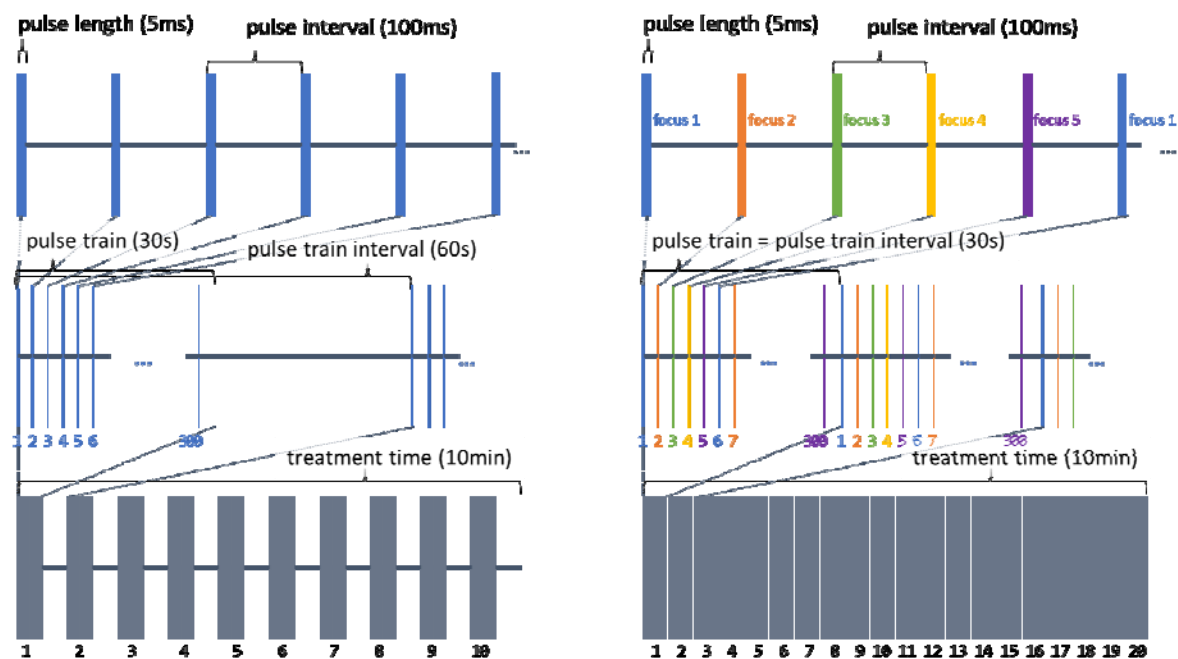 pulse length (5ms)
pulse interval (100ms)
...
pulse train (30s)
pulse train interval (60s)
...
...
1 2 3 4 5 6 300
treatment time (10min)
1 2 3 4 5 6 7 8 9 10
pulse length (5ms)
pulse interval (100ms)
focus 1 focus 2 focus 3 focus 4 focus 5 focus 1
...
pulse train = pulse train interval (30s)
...
...
...
1 2 3 4 5 6 7 300 1 2 3 4 5 6 7 300
treatment time (10min)
1 2 3 4 5 6 7 8 9 10 11 12 13 14 15 16 17 18 19 20